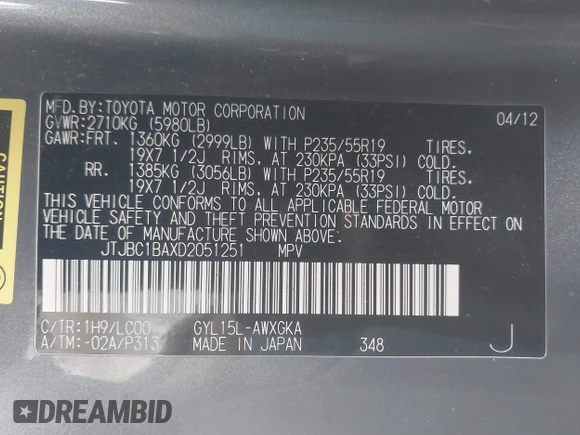 MFD.BY:TOYOTA MOTOR CORPORATION 04/12
GVWR:2710KG (5980LB)
GAWR:FRT. 1360KG (2999LB) WITH P235/55R19 TIRES.
19X7 1/2J RIMS. AT 230KPA (33PSI) COLD.
RR. 1385KG (3056LB) WITH P235/55R19 TIRES.
19X7 1/2J RIMS. AT 230KPA (33PSI) COLD.
THIS VEHICLE CONFORMS TO ALL APPLICABLE FEDERAL MOTOR
VEHICLE SAFETY AND THEFT PREVENTION STANDARDS IN EFFECT ON
THE DATE OF MANUFACTURE SHOWN ABOVE.
JTJBC1BAXD2051251 MPV
C/TR:1H9/LC00 GYL15L-AWXGKA
A/TM:-02A/P313 MADE IN JAPAN 348 J
CAUTION
DREAMBID